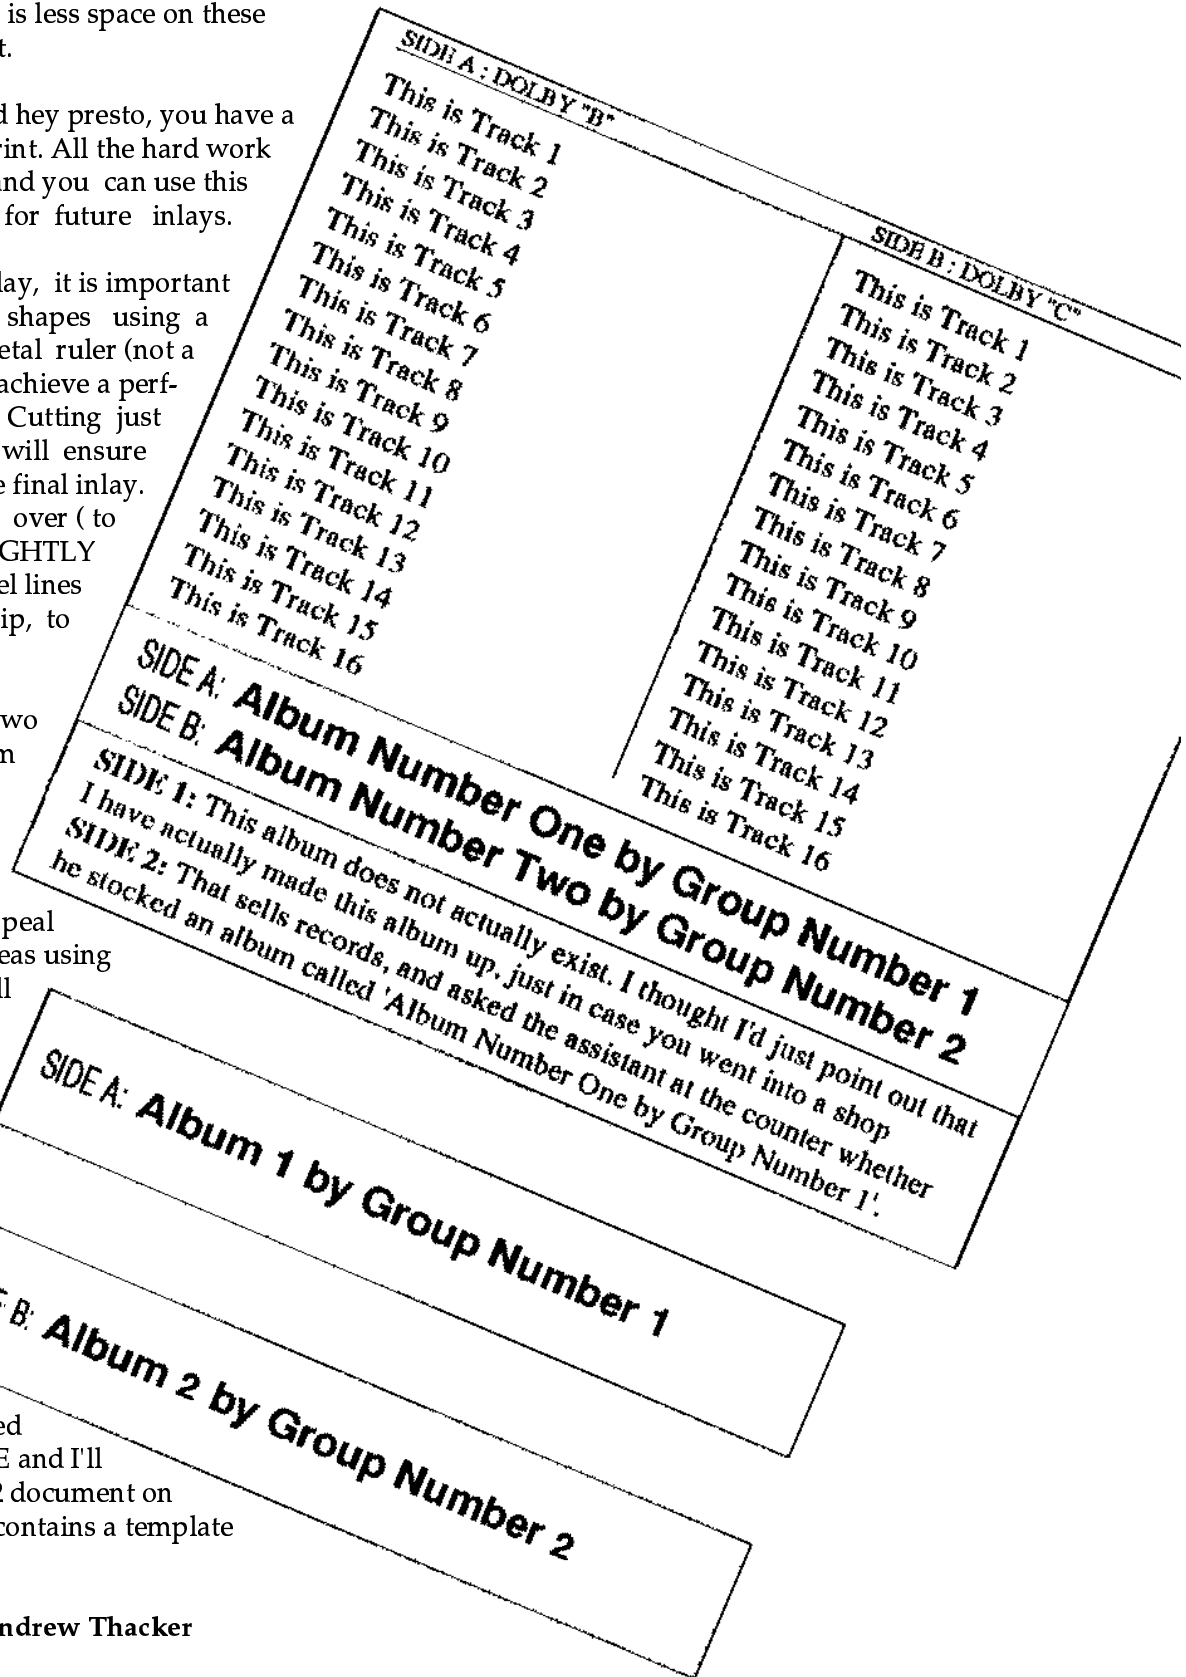 is less space on these
t.
d hey presto, you have a
rint. All the hard work
and you can use this
for future inlays.
lay, it is important
shapes using a
etal ruler (not a
achieve a perf-
Cutting just
will ensure
e final inlay.
over ( to
IGHTLY
el lines
ip, to
wo
m
peal
eas using
ll
ed
E and I'll
2 document on
contains a template
ndrew Thacker
SIDE A : DOLBY "B"
This is Track 1
This is Track 2
This is Track 3
This is Track 4
This is Track 5
This is Track 6
This is Track 7
This is Track 8
This is Track 9
This is Track 10
This is Track 11
This is Track 12
This is Track 13
This is Track 14
This is Track 15
This is Track 16
SIDE B : DOLBY "C"
This is Track 1
This is Track 2
This is Track 3
This is Track 4
This is Track 5
This is Track 6
This is Track 7
This is Track 8
This is Track 9
This is Track 10
This is Track 11
This is Track 12
This is Track 13
This is Track 14
This is Track 15
This is Track 16
SIDE A: Album Number One by Group Number 1
SIDE B: Album Number Two by Group Number 2
SIDE 1: This album does not actually exist. I thought I'd just point out that
I have actually made this album up, just in case you went into a shop
SIDE 2: That sells records, and asked the assistant at the counter whether
he stocked an album called 'Album Number One by Group Number 1'.
SIDE A: Album 1 by Group Number 1
E B: Album 2 by Group Number 2